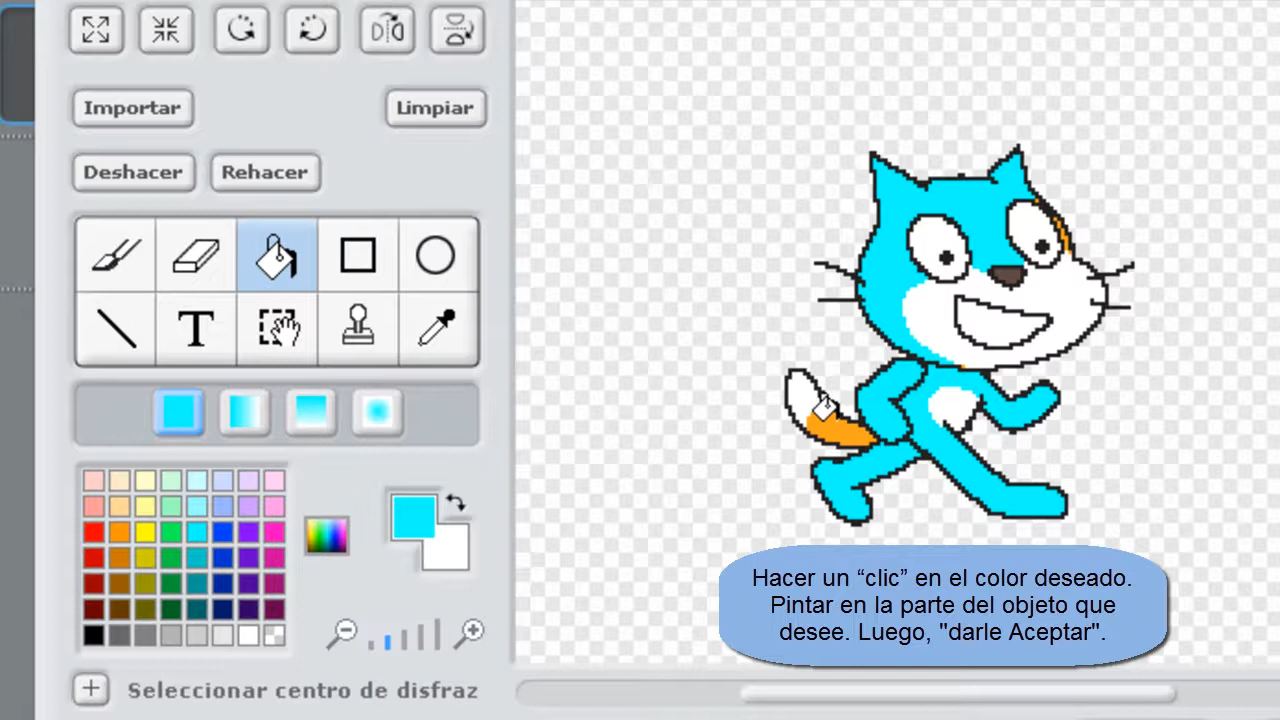 Importar
Limpiar
Deshacer
Rehacer
T
Hacer un “clic” en el color deseado.
Pintar en la parte del objeto que
desee. Luego, "darle Aceptar".
Seleccionar centro de disfraz